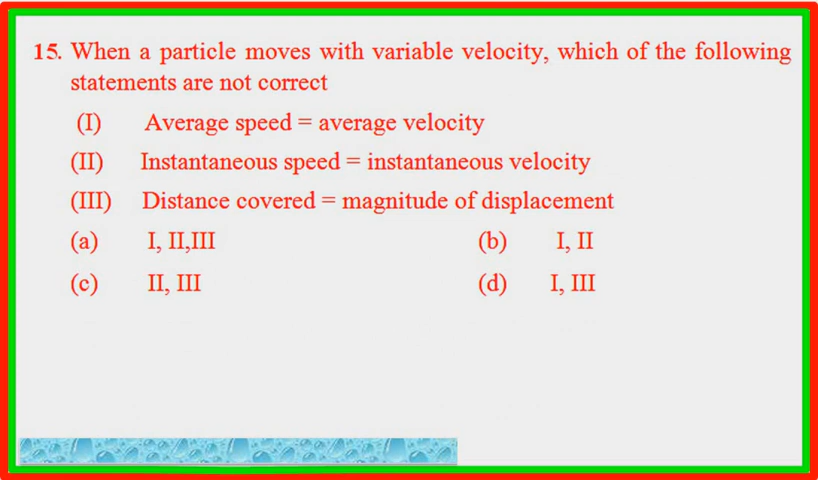 15. When a particle moves with variable velocity, which of the following
statements are not correct
(I) Average speed = average velocity
(II) Instantaneous speed = instantaneous velocity
(III) Distance covered = magnitude of displacement
(a) I, II,III (b) I, II
(c) II, III (d) I, III